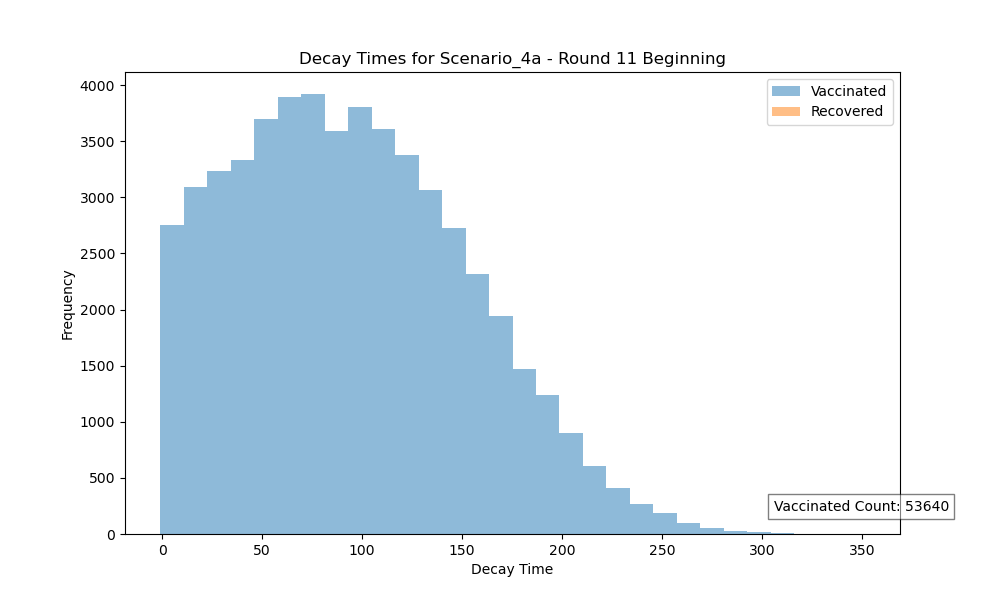 Decay Times for Scenario_4a - Round 11 Beginning
Vaccinated
Recovered
4000
3500
3000
2500
2000
1500
1000
500
0
Frequency
Vaccinated Count: 53640
0 50 100 150 200 250 300 350
Decay Time